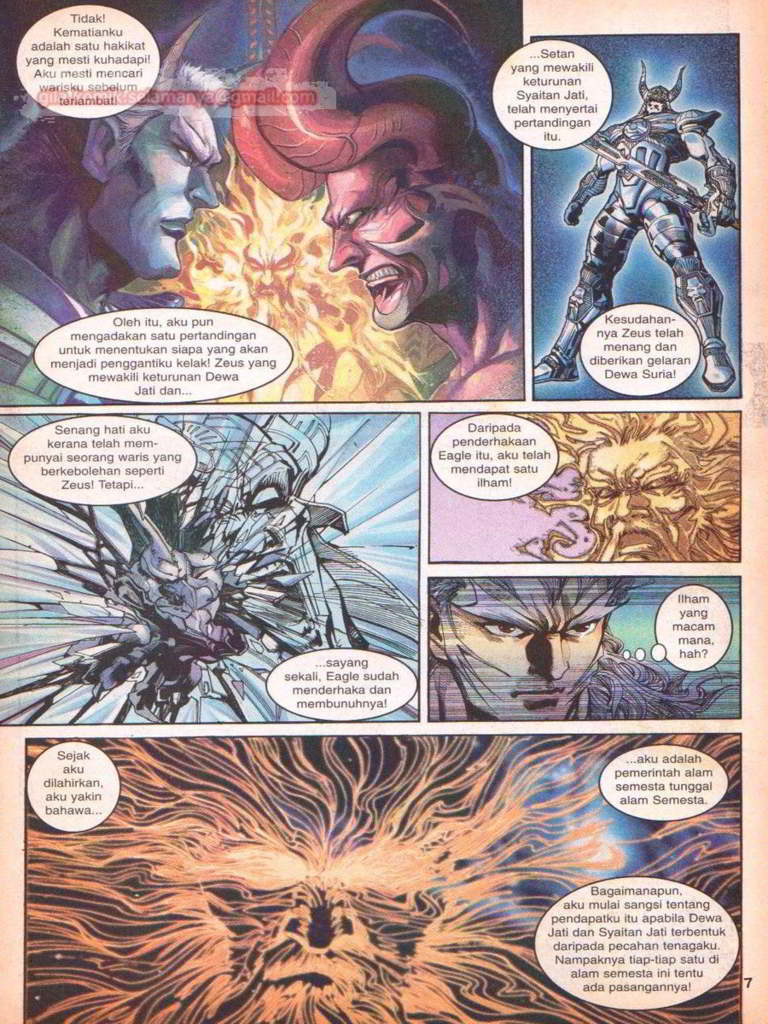 Tidak!
Kematianku
adalah satu hakikat
yang mesti kuhadapi!
Aku mesti mencari
warisku sebelum
terlambat!
...Setan
yang mewakili
keturunan
Syaitan Jati,
telah menyertai
pertandingan
itu.
Oleh itu, aku pun
mengadakan satu pertandingan
untuk menentukan siapa yang akan
menjadi penggantiku kelak! Zeus yang
mewakili keturunan Dewa
Jati dan...
Kesudahan-
nya Zeus telah
menang dan
diberikan gelaran
Dewa Suria!
Senang hati aku
kerana telah mem-
punyai seorang waris yang
berkebolehan seperti
Zeus! Tetapi...
...sayang
sekali, Eagle sudah
menderhaka dan
membunuhnya!
Daripada
penderhakaan
Eagle itu, aku telah
mendapat satu
ilham!
Ilham
yang
macam
mana,
hah?
Sejak
aku
dilahirkan,
aku yakin
bahawa...
...aku adalah
pemerintah alam
semesta tunggal
alam Semesta.
Bagaimanapun,
aku mulai sangsi tentang
pendapatku itu apabila Dewa
Jati dan Syaitan Jati terbentuk
daripada pecahan tenagaku.
Nampaknya tiap-tiap satu di
alam semesta ini tentu
ada pasangannya!
7